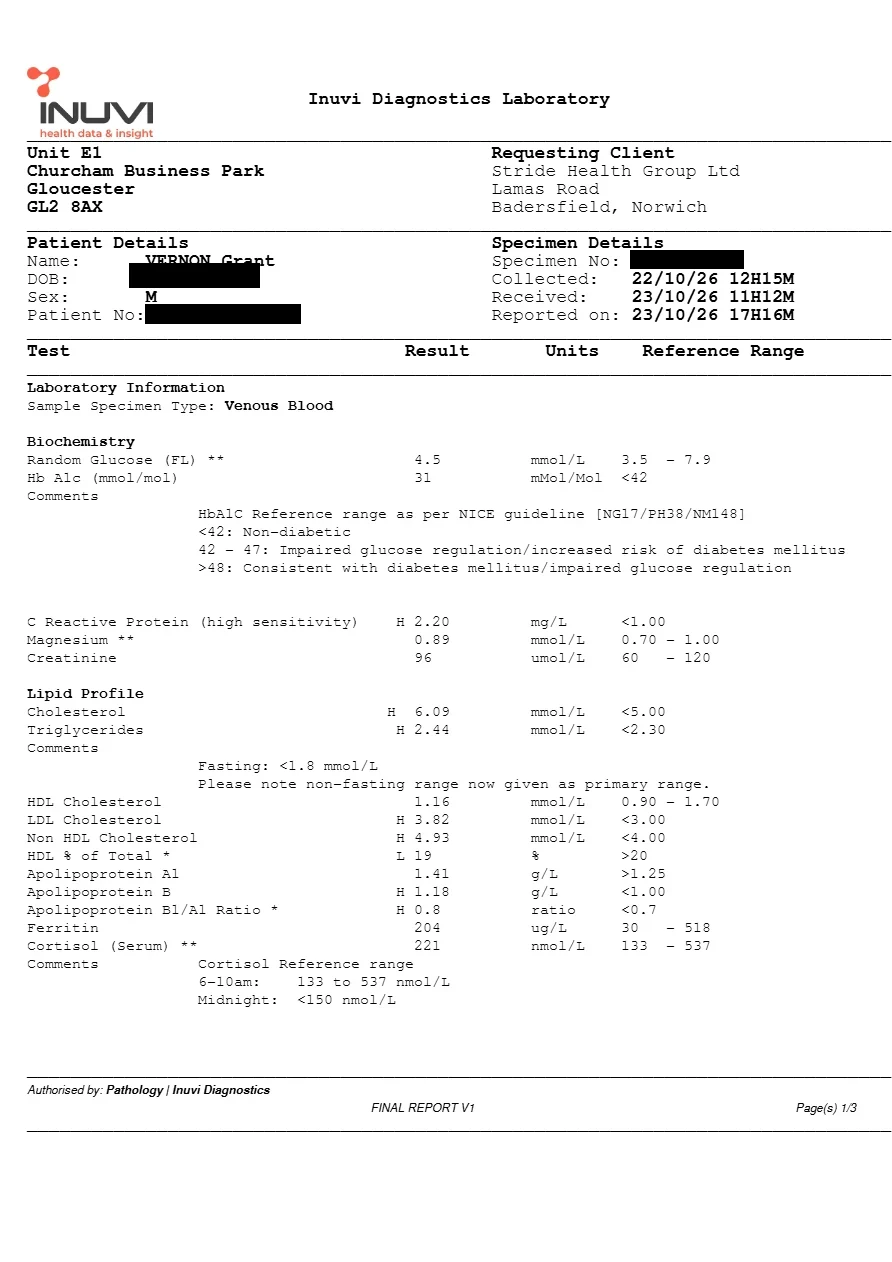 INUVI
health data & insight
Inuvi Diagnostics Laboratory
Unit E1 Requesting Client
Churcham Business Park Stride Health Group Ltd
Gloucester Lamas Road
GL2 8AX Badersfield, Norwich
Patient Details Specimen Details
Name: VERNON Grant Specimen No:
DOB: Collected: 22/10/26 12H15M
Sex: M Received: 23/10/26 11H12M
Patient No: Reported on: 23/10/26 17H16M
Test Result Units Reference Range
Laboratory Information
Sample Specimen Type: Venous Blood
Biochemistry
Random Glucose (FL) ** 4.5 mmol/L 3.5 - 7.9
Hb A1c (mmol/mol) 31 mMol/Mol <42
Comments
HbA1C Reference range as per NICE guideline [NG17/PH38/NM148]
<42: Non-diabetic
42 - 47: Impaired glucose regulation/increased risk of diabetes mellitus
>48: Consistent with diabetes mellitus/impaired glucose regulation
C Reactive Protein (high sensitivity) H 2.20 mg/L <1.00
Magnesium ** 0.89 mmol/L 0.70 - 1.00
Creatinine 96 umol/L 60 - 120
Lipid Profile
Cholesterol H 6.09 mmol/L <5.00
Triglycerides H 2.44 mmol/L <2.30
Comments
Fasting: <1.8 mmol/L
Please note non-fasting range now given as primary range.
HDL Cholesterol 1.16 mmol/L 0.90 - 1.70
LDL Cholesterol H 3.82 mmol/L <3.00
Non HDL Cholesterol H 4.93 mmol/L <4.00
HDL % of Total * L 19 % >20
Apolipoprotein A1 1.41 g/L >1.25
Apolipoprotein B H 1.18 g/L <1.00
Apolipoprotein B1/A1 Ratio * H 0.8 ratio <0.7
Ferritin 204 ug/L 30 - 518
Cortisol (Serum) ** 221 nmol/L 133 - 537
Comments Cortisol Reference range
6-10am: 133 to 537 nmol/L
Midnight: <150 nmol/L
Authorised by: Pathology | Inuvi Diagnostics
FINAL REPORT V1 Page(s) 1/3